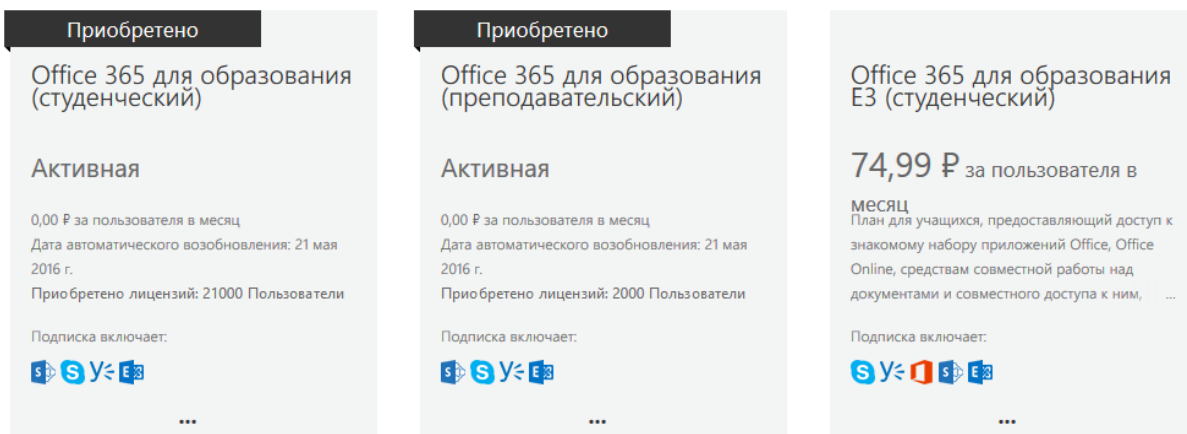 Приобретено
Office 365 для образования
(студенческий)
Активная
0,00 ₽ за пользователя в месяц
Дата автоматического возобновления: 21 мая
2016 г.
Приобретено лицензий: 21000 Пользователи
Подписка включает:
...
Приобретено
Office 365 для образования
(преподавательский)
Активная
0,00 ₽ за пользователя в месяц
Дата автоматического возобновления: 21 мая
2016 г.
Приобретено лицензий: 2000 Пользователи
Подписка включает:
...
Office 365 для образования
E3 (студенческий)
74,99 ₽ за пользователя в
месяц
План для учащихся, предоставляющий доступ к
знакомому набору приложений Office, Office
Online, средствам совместной работы над
документами и совместного доступа к ним, ...
Подписка включает:
...